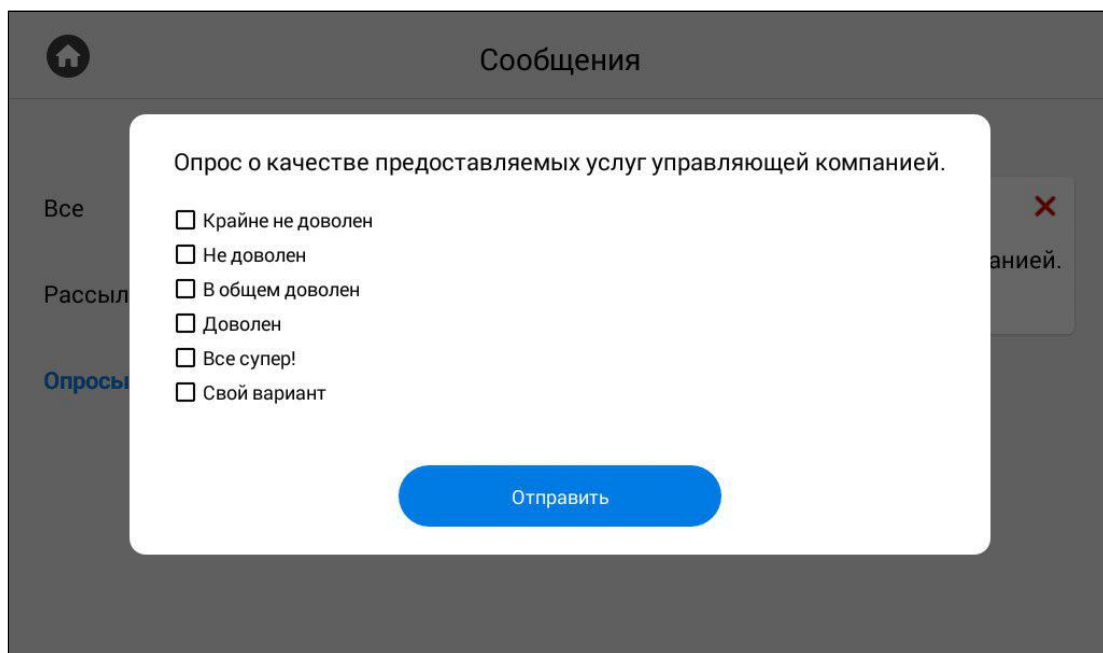 Сообщения
Опрос о качестве предоставляемых услуг управляющей компанией.
Все
Крайне не доволен
Не доволен
анией.
В общем доволен
Рассыл
Доволен
Все супер!
Опросы
Свой вариант
Отправить